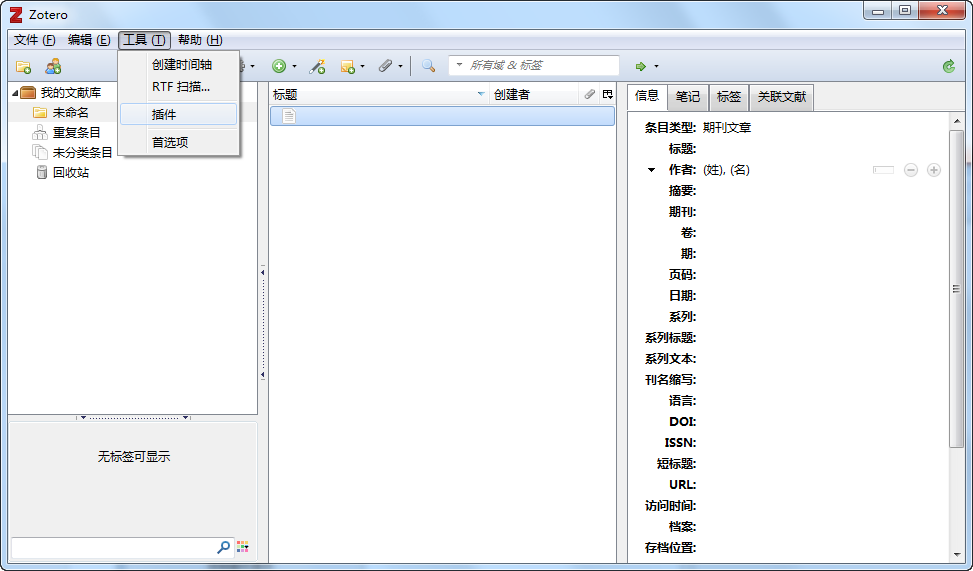 Zotero
文件 (F) 编辑 (E) 工具 (T) 帮助 (H)
创建时间轴
RTF 扫描...
插件
首选项
所有域 & 标签
我的文献库
未命名
重复条目
未分类条目
回收站
无标签可显示
标题 创建者
信息 笔记 标签 关联文献
条目类型: 期刊文章
标题:
作者: (姓), (名)
摘要:
期刊:
卷:
期:
页码:
日期:
系列:
系列标题:
系列文本:
刊名缩写:
语言:
DOI:
ISSN:
短标题:
URL:
访问时间:
档案:
存档位置: